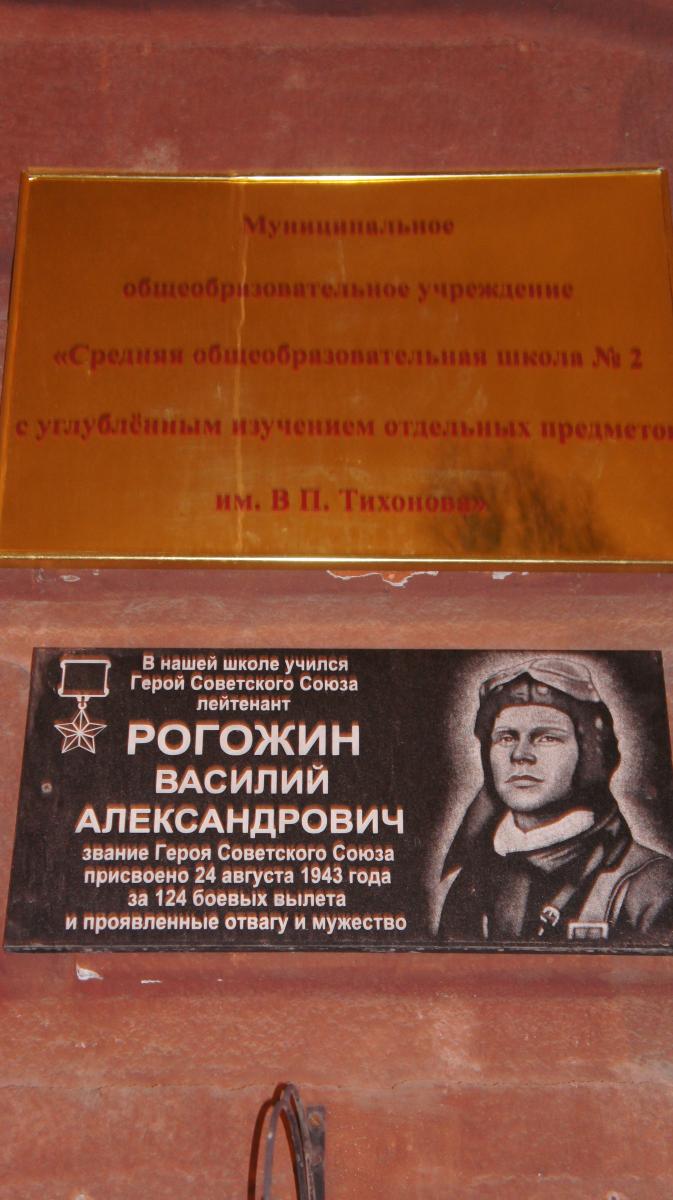 Муниципальное
общеобразовательное учреждение
«Средняя общеобразовательная школа № 2
с углублённым изучением отдельных предметов
им. В П. Тихонова»
В нашей школе учился
Герой Советского Союза
лейтенант
РОГОЖИН
ВАСИЛИЙ
АЛЕКСАНДРОВИЧ
звание Героя Советского Союза
присвоено 24 августа 1943 года
за 124 боевых вылета
и проявленные отвагу и мужество